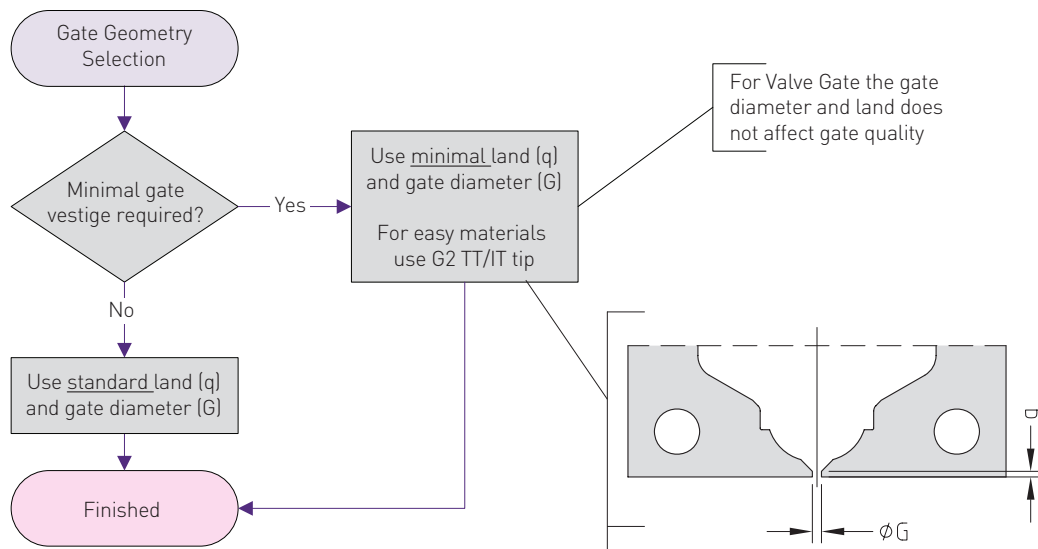 Gate Geometry
Selection
Minimal gate
vestige required?
Yes
No
Use minimal land (q)
and gate diameter (G)
For easy materials
use G2 TT/IT tip
For Valve Gate the gate
diameter and land does
not affect gate quality
Use standard land (q)
and gate diameter (G)
Finished
q
ϕG